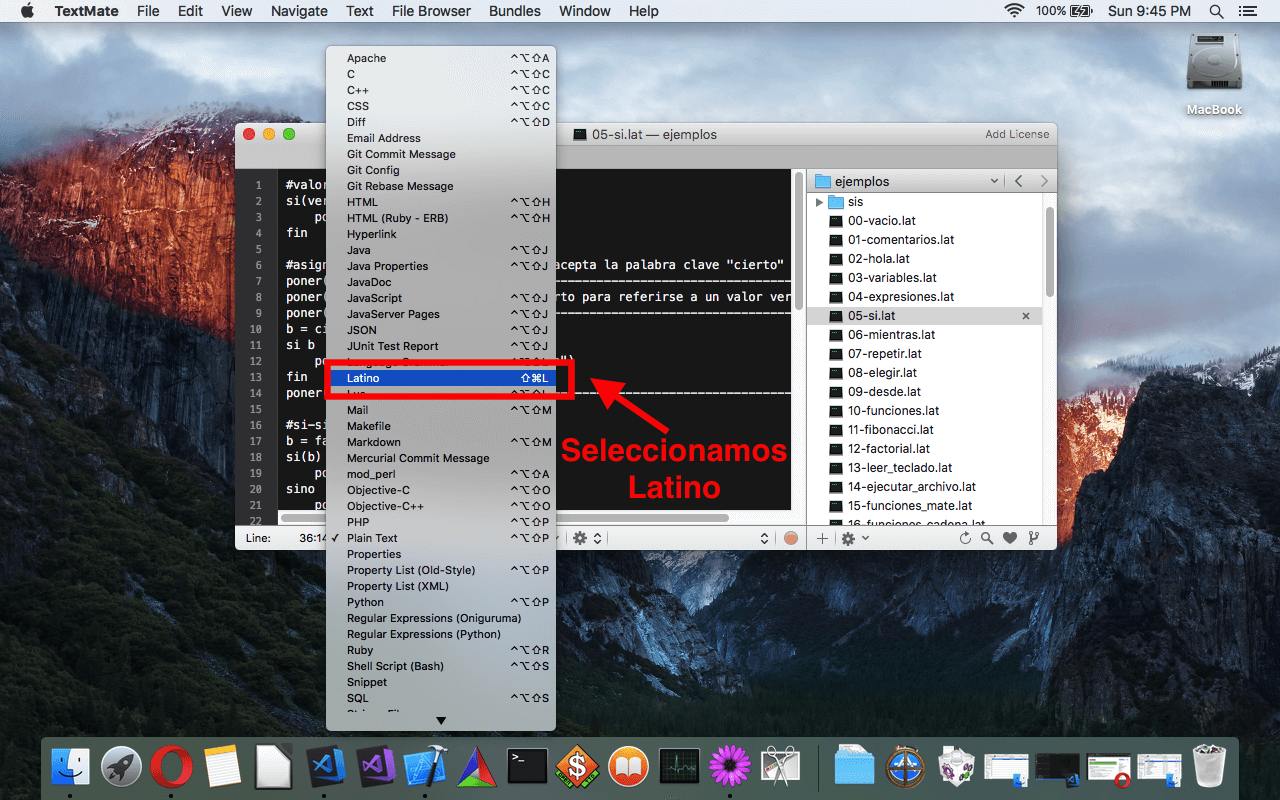 TextMate File Edit View Navigate Text File Browser Bundles Window Help 100% Sun 9:45 PM
MacBook
05-si.lat — ejemplos
Add License
Apache ^⌥⇧A
C ^⌥⇧C
C++ ^⌥⇧C
CSS ^⌥⇧C
Diff ^⌥⇧D
Email Address
Git Commit Message
Git Config
Git Rebase Message
HTML ^⌥⇧H
HTML (Ruby - ERB) ^⌥⇧H
Hyperlink
Java ^⌥⇧J
Java Properties ^⌥⇧J
JavaDoc
JavaScript ^⌥⇧J
JavaServer Pages ^⌥⇧J
JSON ^⌥⇧J
JUnit Test Report ^⌥⇧J
Latino ⇧⌘L
Mail ^⌥⇧M
Makefile
Markdown ^⌥⇧M
Mercurial Commit Message
mod_perl ^⌥⇧A
Objective-C ^⌥⇧O
Objective-C++ ^⌥⇧O
PHP ^⌥⇧P
✓ Plain Text ^⌥⇧P
Properties
Property List (Old-Style) ^⌥⇧P
Property List (XML)
Python ^⌥⇧P
Regular Expressions (Oniguruma)
Regular Expressions (Python)
Ruby ^⌥⇧R
Shell Script (Bash) ^⌥⇧S
Snippet
SQL ^⌥⇧S
1 #valor
2 si(ver
3 po
4 fin
5
6 #asign acepta la palabra clave "cierto"
7 poner( ------------------------------
8 poner( rto para referirse a un valor ver
9 poner( ------------------------------
10 b = ci
11 si b
12 po ")
13 fin
14 poner ------------------------------
15
16 #si-si
17 b = fa
18 si(b)
19 po
20 sino
21 po
22
Line: 36:14
Seleccionamos
Latino
ejemplos
sis
00-vacio.lat
01-comentarios.lat
02-hola.lat
03-variables.lat
04-expresiones.lat
05-si.lat
06-mientras.lat
07-repetir.lat
08-elegir.lat
09-desde.lat
10-funciones.lat
11-fibonacci.lat
12-factorial.lat
13-leer_teclado.lat
14-ejecutar_archivo.lat
15-funciones_mate.lat
16-funciones_cadena.lat